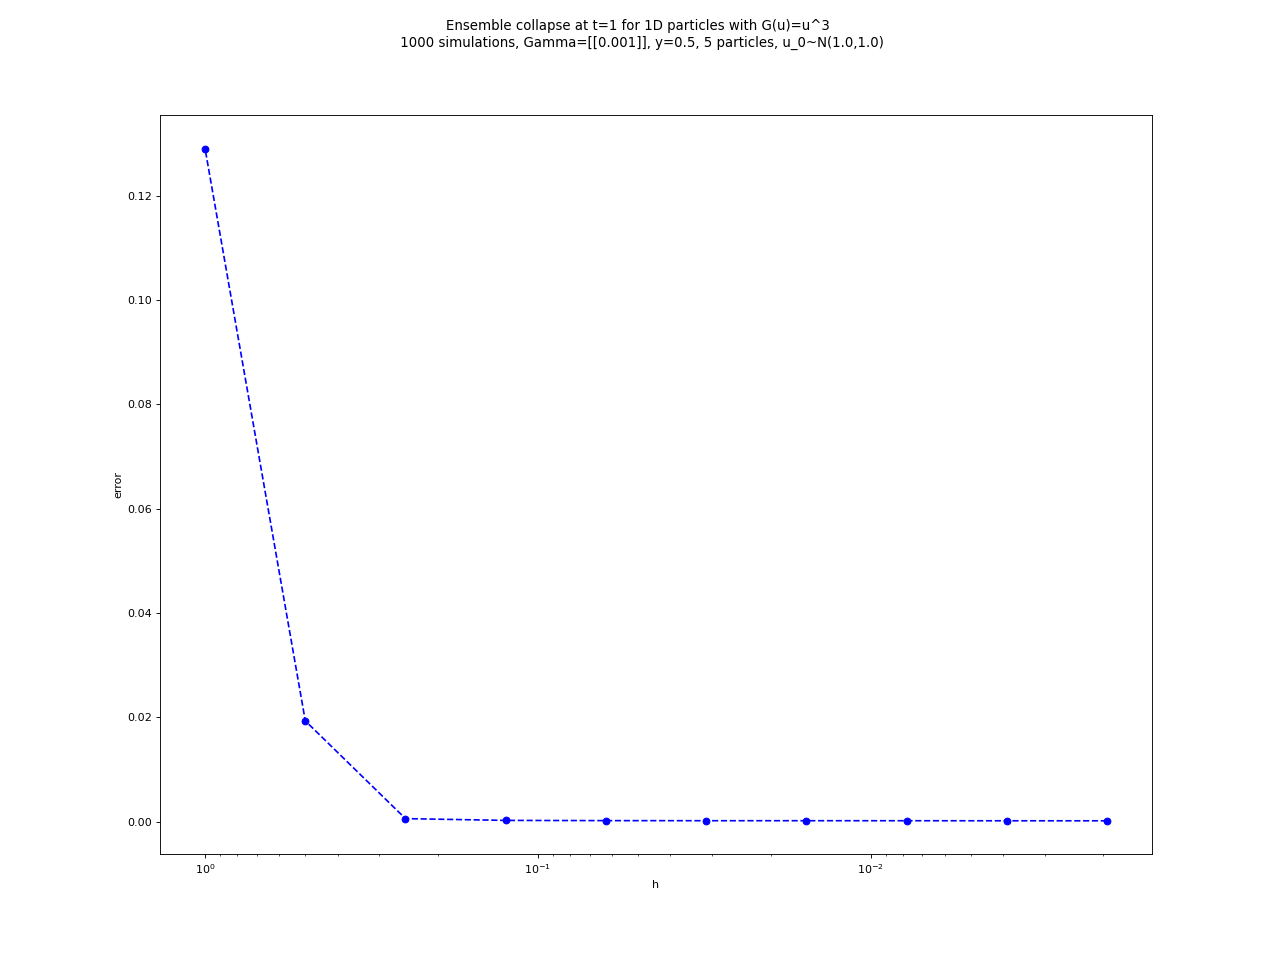 Ensemble collapse at t=1 for 1D particles with G(u)=u^3
1000 simulations, Gamma=[[0.001]], y=0.5, 5 particles, u_0~N(1.0,1.0)
0.12
0.10
0.08
0.06
0.04
0.02
0.00
error
10⁰
10⁻¹
10⁻²
h